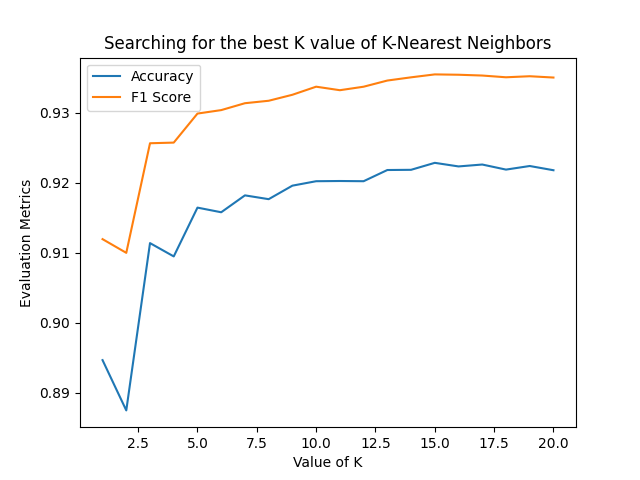 Searching for the best K value of K-Nearest Neighbors
Accuracy
F1 Score
0.93
0.92
0.91
0.90
0.89
Evaluation Metrics
2.5 5.0 7.5 10.0 12.5 15.0 17.5 20.0
Value of K